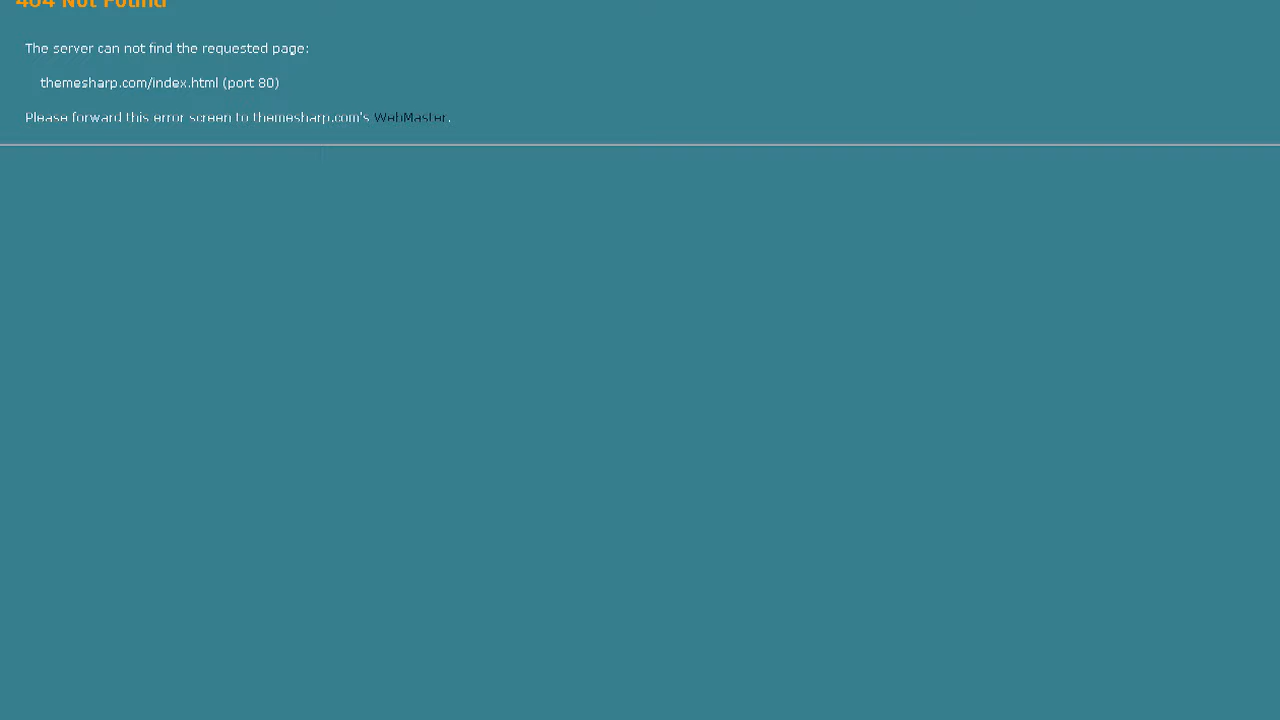 404 Not Found
The server can not find the requested page:
themesharp.com/index.html (port 80)
Please forward this error screen to themesharp.com's WebMaster.